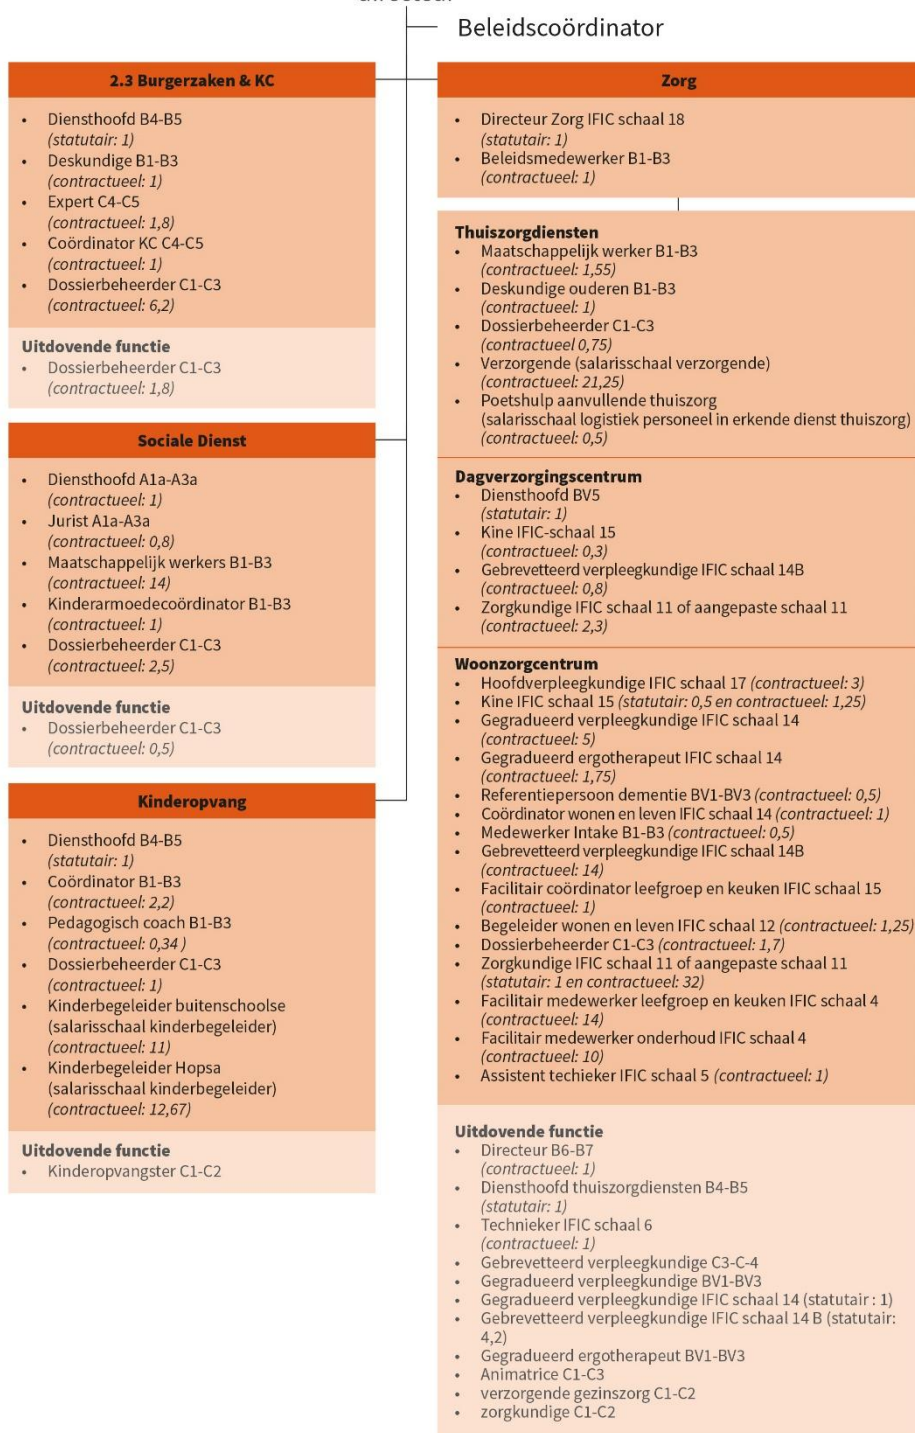 Beleidscoördinator
2.3 Burgerzaken & KC
• Diensthoofd B4-B5
(statutair: 1)
• Deskundige B1-B3
(contractueel: 1)
• Expert C4-C5
(contractueel: 1,8)
• Coördinator KC C4-C5
(contractueel: 1)
• Dossierbeheerder C1-C3
(contractueel: 6,2)
Uitdovende functie
• Dossierbeheerder C1-C3
(contractueel: 1,8)
Sociale Dienst
• Diensthoofd A1a-A3a
(contractueel: 1)
• Jurist A1a-A3a
(contractueel: 0,8)
• Maatschappelijk werkers B1-B3
(contractueel: 14)
• Kinderarmoedecoördinator B1-B3
(contractueel: 1)
• Dossierbeheerder C1-C3
(contractueel: 2,5)
Uitdovende functie
• Dossierbeheerder C1-C3
(contractueel: 0,5)
Kinderopvang
• Diensthoofd B4-B5
(statutair: 1)
• Coördinator B1-B3
(contractueel: 2,2)
• Pedagogisch coach B1-B3
(contractueel: 0,34 )
• Dossierbeheerder C1-C3
(contractueel: 1)
• Kinderbegeleider buitenschoolse
(salarisschaal kinderbegeleider)
(contractueel: 11)
• Kinderbegeleider Hopsa
(salarisschaal kinderbegeleider)
(contractueel: 12,67)
Uitdovende functie
• Kinderopvangster C1-C2
Zorg
• Directeur Zorg IFIC schaal 18
(statutair: 1)
• Beleidsmedewerker B1-B3
(contractueel: 1)
Thuiszorgdiensten
• Maatschappelijk werker B1-B3
(contractueel: 1,55)
• Deskundige ouderen B1-B3
(contractueel: 1)
• Dossierbeheerder C1-C3
(contractueel 0,75)
• Verzorgende (salarisschaal verzorgende)
(contractueel: 21,25)
• Poetshulp aanvullende thuiszorg
(salarisschaal logistiek personeel in erkende dienst thuiszorg)
(contractueel: 0,5)
Dagverzorgingscentrum
• Diensthoofd BV5
(statutair: 1)
• Kine IFIC-schaal 15
(contractueel: 0,3)
• Gebrevetteerd verpleegkundige IFIC schaal 14B
(contractueel: 0,8)
• Zorgkundige IFIC schaal 11 of aangepaste schaal 11
(contractueel: 2,3)
Woonzorgcentrum
• Hoofdverpleegkundige IFIC schaal 17 (contractueel: 3)
• Kine IFIC schaal 15 (statutair: 0,5 en contractueel: 1,25)
• Gegradueerd verpleegkundige IFIC schaal 14
(contractueel: 5)
• Gegradueerd ergotherapeut IFIC schaal 14
(contractueel: 1,75)
• Referentiepersoon dementie BV1-BV3 (contractueel: 0,5)
• Coördinator wonen en leven IFIC schaal 14 (contractueel: 1)
• Medewerker Intake B1-B3 (contractueel: 0,5)
• Gebrevetteerd verpleegkundige IFIC schaal 14B
(contractueel: 14)
• Facilitair coördinator leefgroep en keuken IFIC schaal 15
(contractueel: 1)
• Begeleider wonen en leven IFIC schaal 12 (contractueel: 1,25)
• Dossierbeheerder C1-C3 (contractueel: 1,7)
• Zorgkundige IFIC schaal 11 of aangepaste schaal 11
(statutair: 1 en contractueel: 32)
• Facilitair medewerker leefgroep en keuken IFIC schaal 4
(contractueel: 14)
• Facilitair medewerker onderhoud IFIC schaal 4
(contractueel: 10)
• Assistent techieker IFIC schaal 5 (contractueel: 1)
Uitdovende functie
• Directeur B6-B7
(contractueel: 1)
• Diensthoofd thuiszorgdiensten B4-B5
(statutair: 1)
• Technieker IFIC schaal 6
(contractueel: 1)
• Gebrevetteerd verpleegkundige C3-C-4
• Gegradueerd verpleegkundige BV1-BV3
• Gegradueerd verpleegkundige IFIC schaal 14 (statutair : 1)
• Gebrevetteerd verpleegkundige IFIC schaal 14 B (statutair:
4,2)
• Gegradueerd ergotherapeut BV1-BV3
• Animatrice C1-C3
• verzorgende gezinszorg C1-C2
• zorgkundige C1-C2